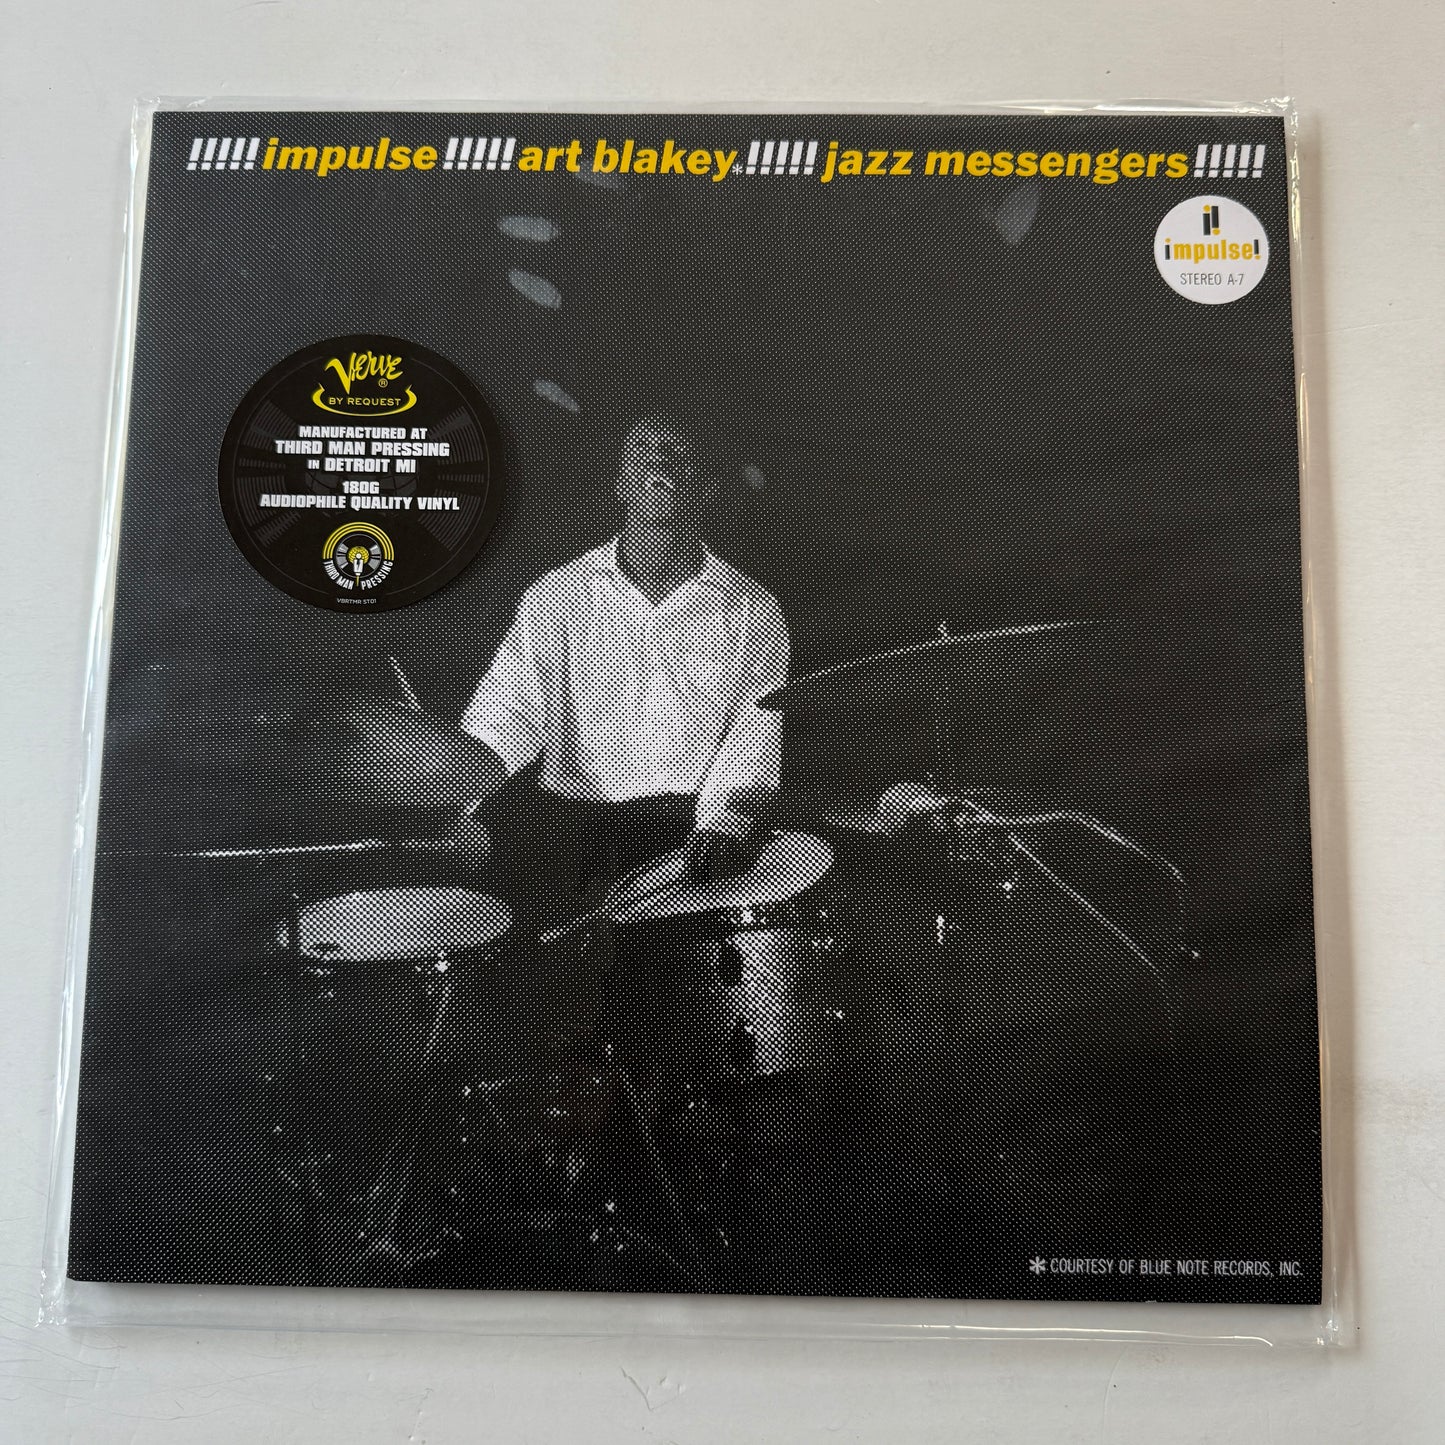 !!!!!impulse!!!!!art blakey*!!!!!jazz messengers!!!!!
i!
impulse!
STEREO A-7
Verve®
BY REQUEST
MANUFACTURED AT
THIRD MAN PRESSING
IN DETROIT MI
180G
AUDIOPHILE QUALITY VINYL
THIRD MAN PRESSING
VBRTMR ST01
* COURTESY OF BLUE NOTE RECORDS, INC.